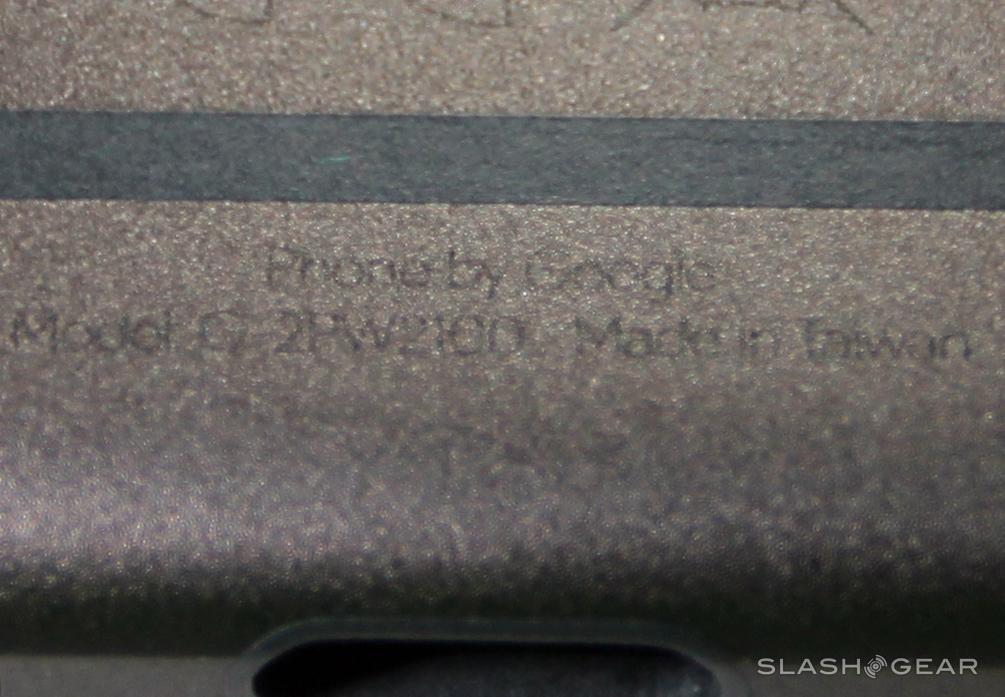 Phone by Google
Model G-2PW2100 Made in Taiwan
SLASHGEAR